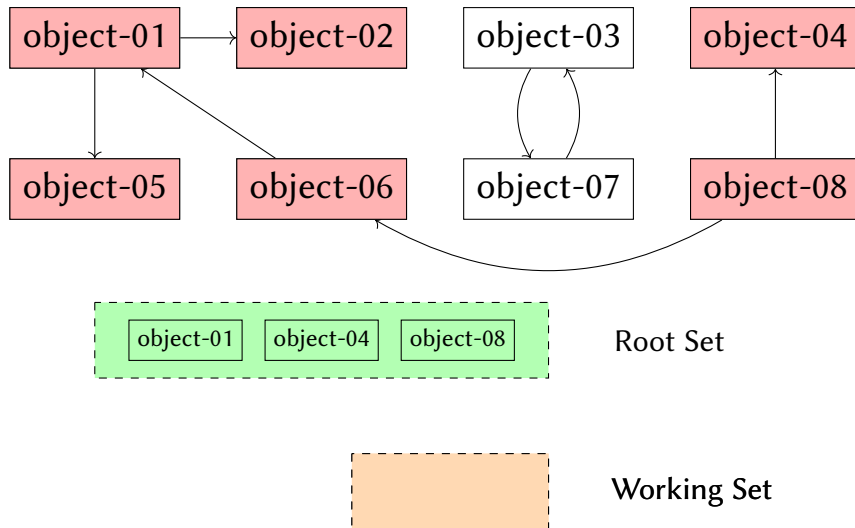 object-01 object-02 object-03 object-04
object-05 object-06 object-07 object-08
object-01 object-04 object-08 Root Set
Working Set